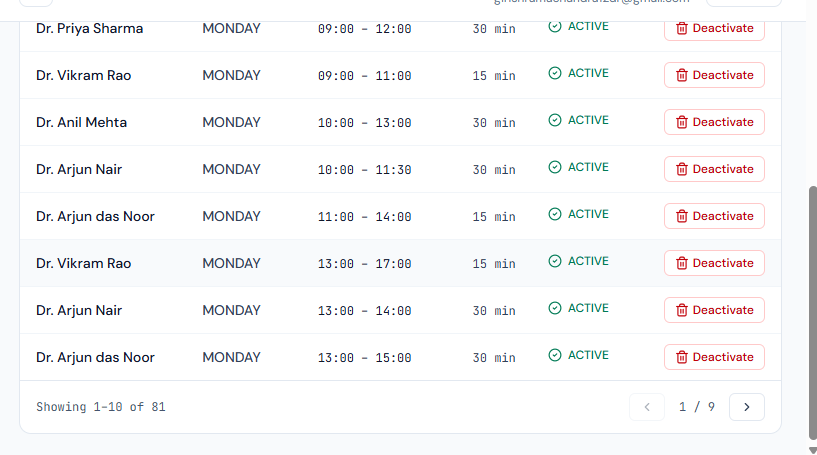 Dr. Priya Sharma MONDAY 09:00 – 12:00 30 min ACTIVE Deactivate
Dr. Vikram Rao MONDAY 09:00 – 11:00 15 min ACTIVE Deactivate
Dr. Anil Mehta MONDAY 10:00 – 13:00 30 min ACTIVE Deactivate
Dr. Arjun Nair MONDAY 10:00 – 11:30 30 min ACTIVE Deactivate
Dr. Arjun das Noor MONDAY 11:00 – 14:00 15 min ACTIVE Deactivate
Dr. Vikram Rao MONDAY 13:00 – 17:00 15 min ACTIVE Deactivate
Dr. Arjun Nair MONDAY 13:00 – 14:00 30 min ACTIVE Deactivate
Dr. Arjun das Noor MONDAY 13:00 – 15:00 30 min ACTIVE Deactivate
Showing 1–10 of 81 1 / 9